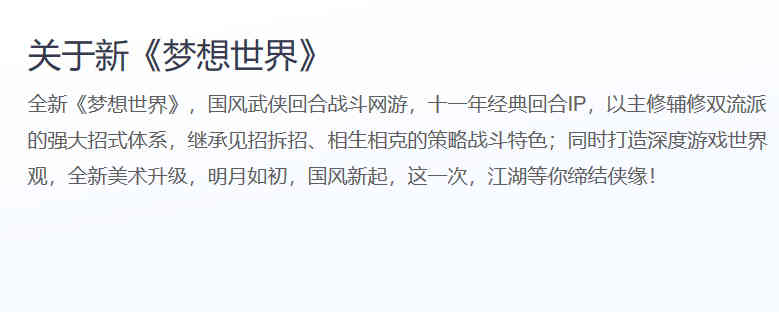 关于新《梦想世界》
全新《梦想世界》，国风武侠回合战斗网游，十一年经典回合IP，以主修辅修双流派
的强大招式体系，继承见招拆招、相生相克的策略战斗特色；同时打造深度游戏世界
观，全新美术升级，明月如初，国风新起，这一次，江湖等你缔结侠缘！